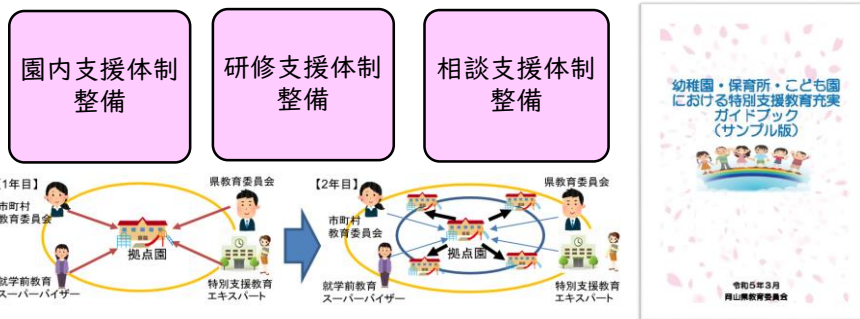 園内支援体制
整備
研修支援体制
整備
相談支援体制
整備
幼稚園・保育所・こども園
における特別支援教育充実
ガイドブック
(サンプル版)
令和5年3月
岡山県教育委員会
【1年目】
県教育委員会
市町村
教育委員会
拠点園
就学前教育
スーパーバイザー
特別支援教育
エキスパート
【2年目】
県教育委員会
市町村
教育委員会
拠点園
就学前教育
スーパーバイザー
特別支援教育
エキスパート